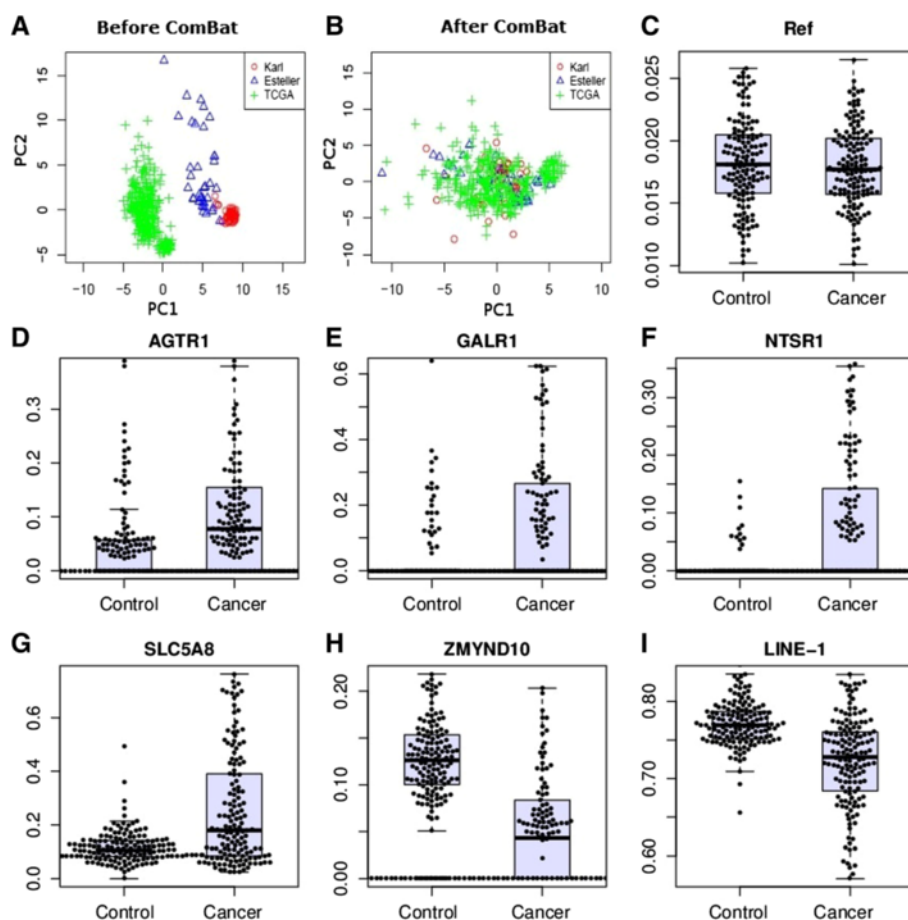 A Before ComBat
15
10
5
0
−5
PC2
−10 −5 0 5 10 15
PC1
Karl
Esteller
TCGA
B After ComBat
15
10
5
0
−5
−10
PC2
−10 −5 0 5 10
PC1
Karl
Esteller
TCGA
C Ref
0.025
0.020
0.015
0.010
Control Cancer
D AGTR1
0.3
0.2
0.1
0.0
Control Cancer
E GALR1
0.6
0.4
0.2
0.0
Control Cancer
F NTSR1
0.30
0.20
0.10
0.00
Control Cancer
G SLC5A8
0.6
0.4
0.2
0.0
Control Cancer
H ZMYND10
0.20
0.10
0.00
Control Cancer
I LINE−1
0.80
0.70
0.60
Control Cancer